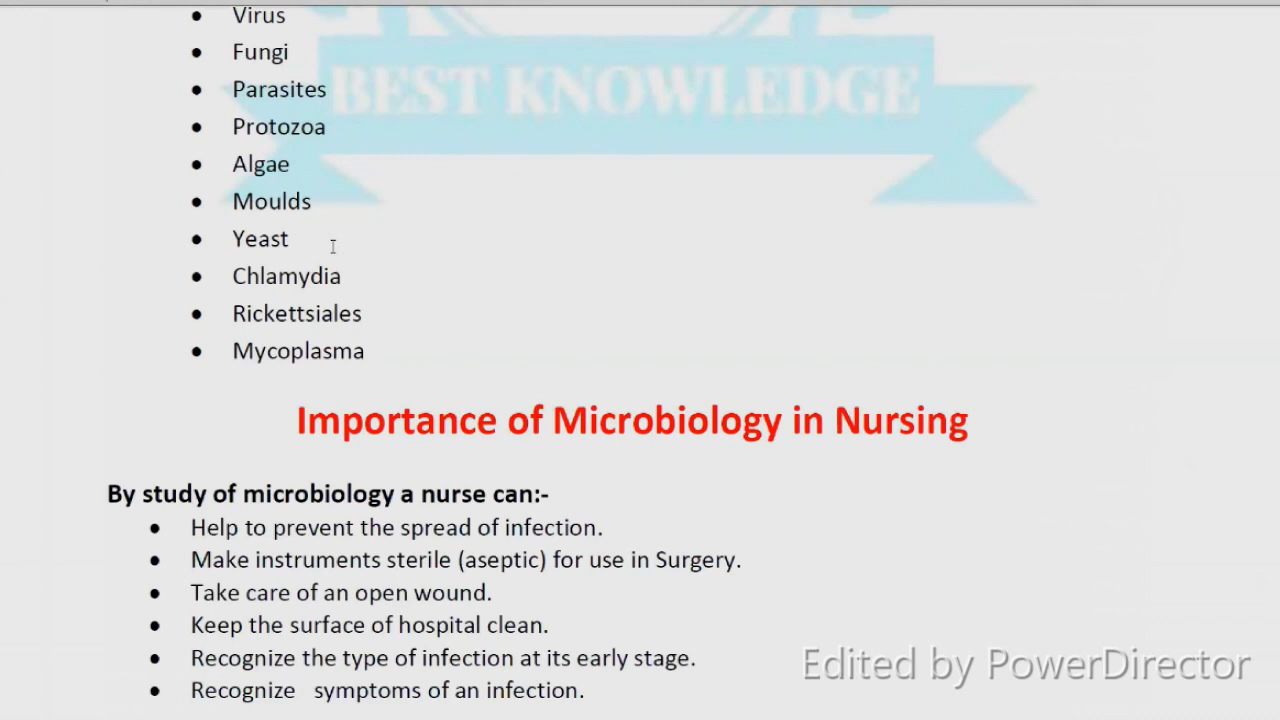 • Virus
• Fungi
BEST KNOWLEDGE
• Parasites
• Protozoa
• Algae
• Moulds
• Yeast
• Chlamydia
• Rickettsiales
• Mycoplasma
Importance of Microbiology in Nursing
By study of microbiology a nurse can:-
• Help to prevent the spread of infection.
• Make instruments sterile (aseptic) for use in Surgery.
• Take care of an open wound.
• Keep the surface of hospital clean.
• Recognize the type of infection at its early stage.
• Recognize   symptoms of an infection.
Edited by PowerDirector